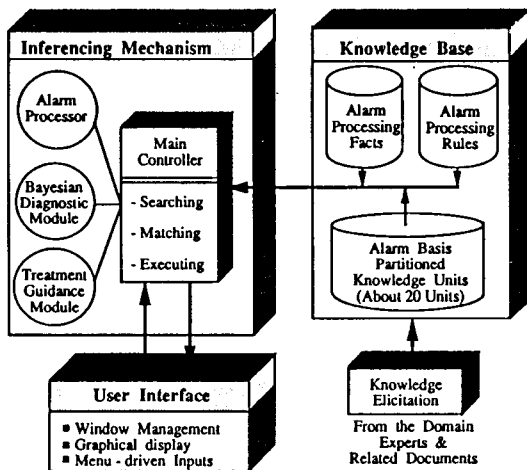 Inferencing Mechanism
Alarm
Processor
Bayesian
Diagnostic
Module
Treatment
Guidance
Module
Main
Controller
- Searching
- Matching
- Executing
Knowledge Base
Alarm
Processing
Facts
Alarm
Processing
Rules
Alarm Basis
Partitioned
Knowledge Units
(About 20 Units)
User Interface
■ Window Management
■ Graphical display
■ Menu - driven Inputs
Knowledge
Elicitation
From the Domain
Experts &
Related Documents